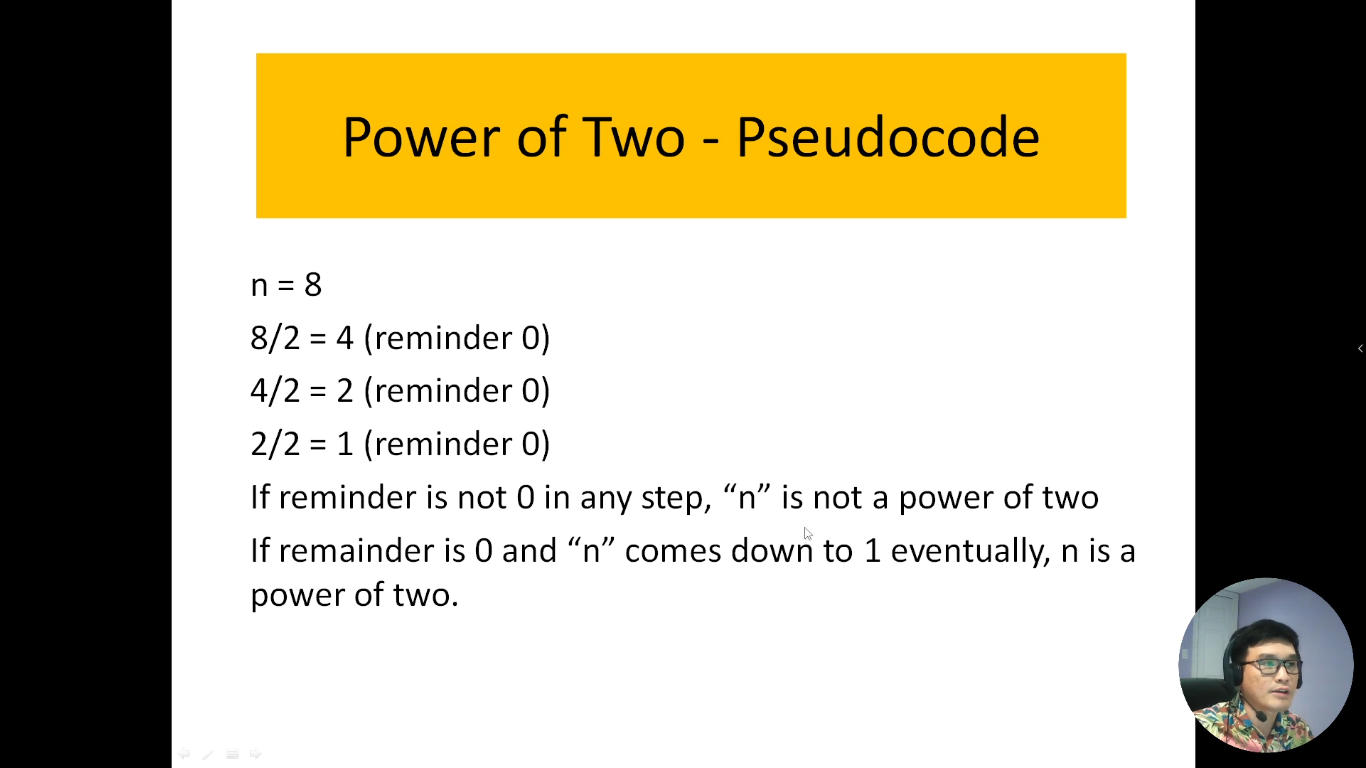 Power of Two - Pseudocode
n = 8
8/2 = 4 (reminder 0)
4/2 = 2 (reminder 0)
2/2 = 1 (reminder 0)
If reminder is not 0 in any step, “n” is not a power of two
If remainder is 0 and “n” comes down to 1 eventually, n is a
power of two.